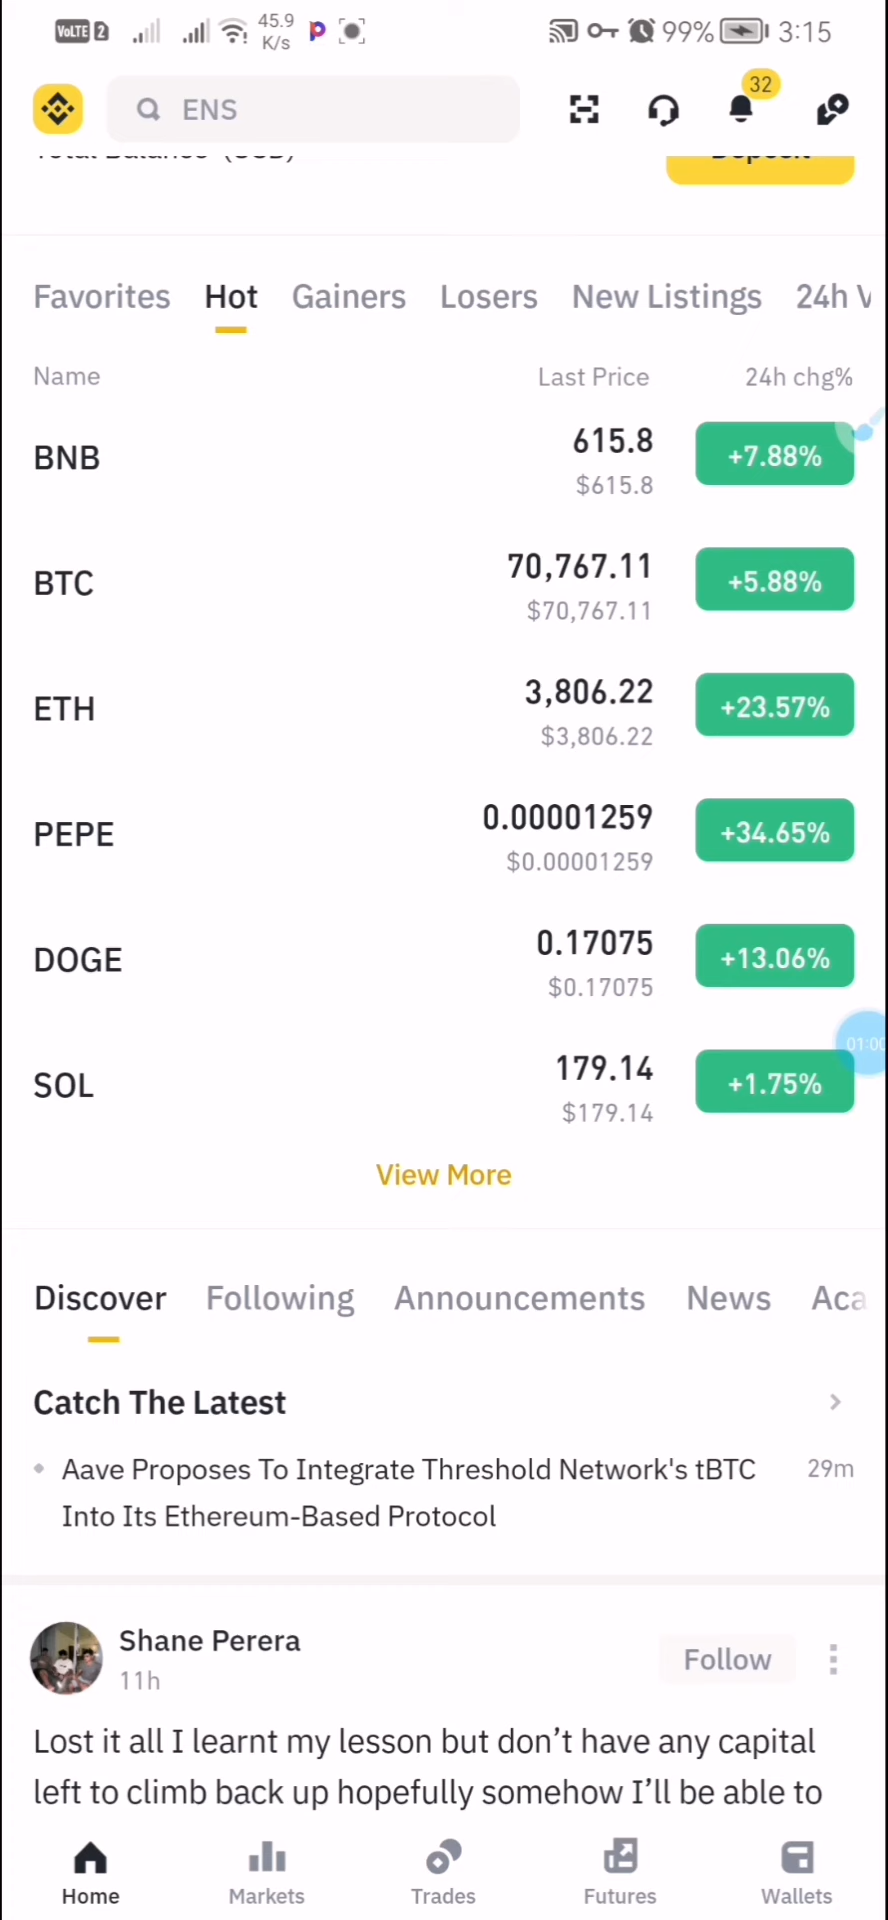 VoLTE 2 45.9 K/s 99% 3:15
ENS
32
Total Balance (USD)
Deposit
Favorites Hot Gainers Losers New Listings 24h V
Name Last Price 24h chg%
BNB 615.8 +7.88%
$615.8
BTC 70,767.11 +5.88%
$70,767.11
ETH 3,806.22 +23.57%
$3,806.22
PEPE 0.00001259 +34.65%
$0.00001259
DOGE 0.17075 +13.06%
$0.17075
01:00
SOL 179.14 +1.75%
$179.14
View More
Discover Following Announcements News Aca
Catch The Latest
Aave Proposes To Integrate Threshold Network's tBTC 29m
Into Its Ethereum-Based Protocol
Shane Perera
11h
Follow
Lost it all I learnt my lesson but don’t have any capital
left to climb back up hopefully somehow I’ll be able to
Home Markets Trades Futures Wallets